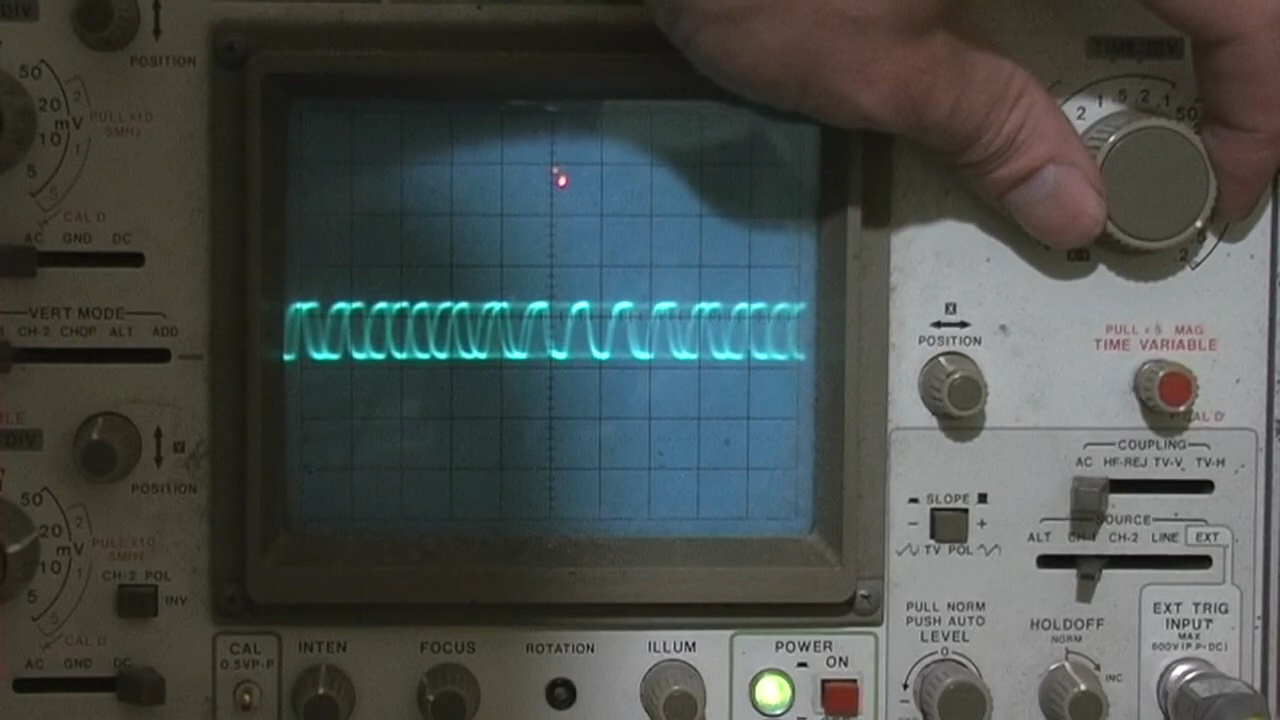 DIV
POSITION
50
20
mV
10
5
2
1
.5
PULL x10
5MHz
CAL'D
AC GND DC
VERT MODE
CH-2 CHOP ALT ADD
/DIV
POSITION
50
20
mV
10
5
2
1
.5
PULL X10
5MHz
CH-2 POL
INV
CAL'D
AC GND DC
TIME/DIV
2 1 .5 .2 .1 50
.2
POSITION
X
Y
PULL x5 MAG
TIME VARIABLE
CAL'D
COUPLING
AC HF-REJ TV-V TV-H
SLOPE
− +
TV POL
SOURCE
ALT CH-1 CH-2 LINE EXT
PULL NORM
PUSH AUTO
LEVEL
0
−
HOLDOFF
NORM
INC
EXT TRIG
INPUT
MAX
600V(P.P+DC)
CAL
0.5VP-P
INTEN
FOCUS
ROTATION
ILLUM
POWER
ON